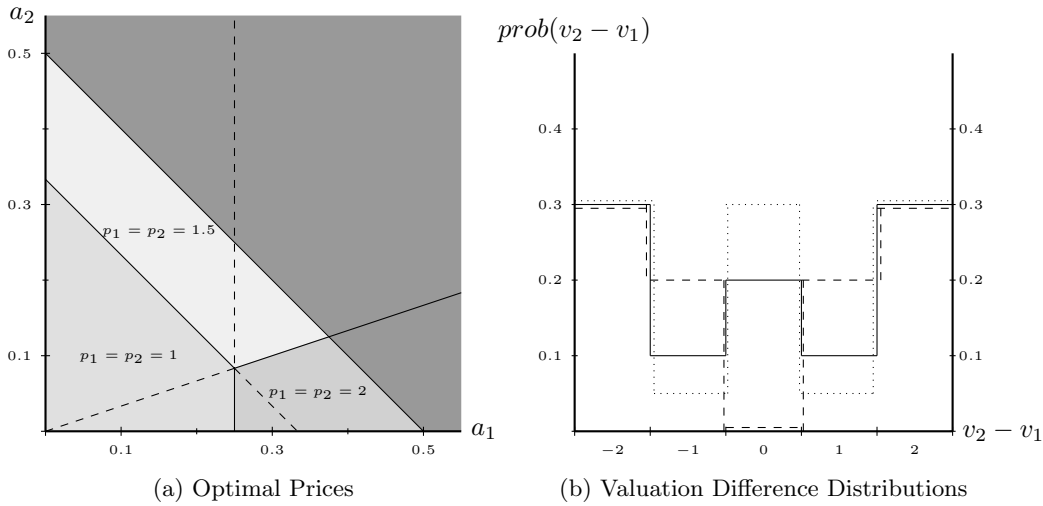 a₂
0.5
0.3
0.1
p₁ = p₂ = 1.5
p₁ = p₂ = 1
p₁ = p₂ = 2
a₁
0.1
0.3
0.5
(a) Optimal Prices
prob(v₂ − v₁)
0.4
0.3
0.2
0.1
0.4
0.3
0.2
0.1
v₂ − v₁
−2
−1
0
1
2
(b) Valuation Difference Distributions